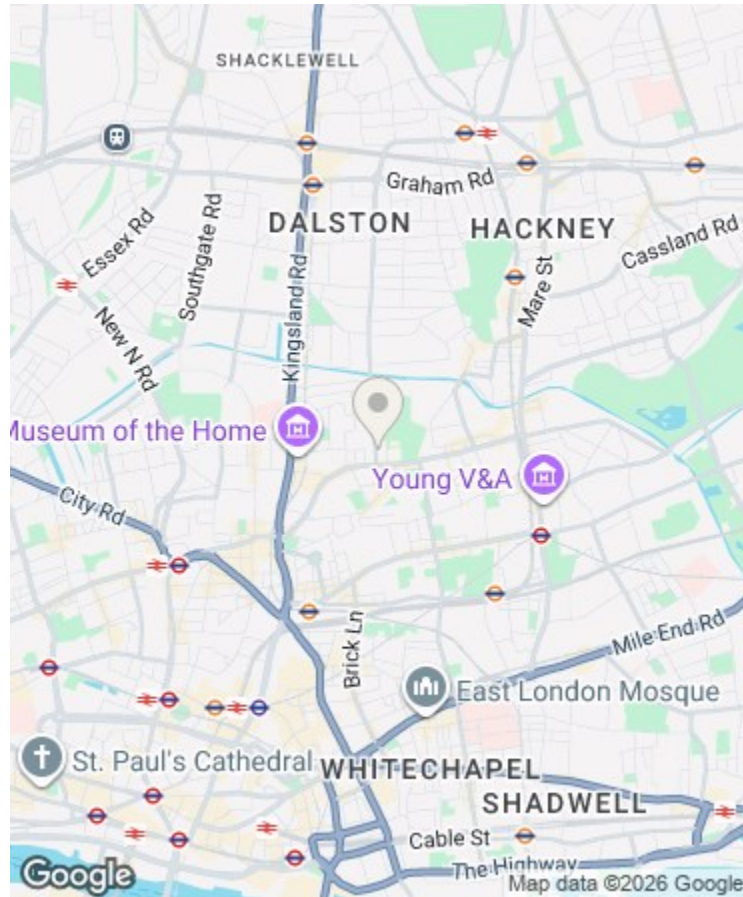 SHACKLEWELL
Graham Rd
DALSTON
HACKNEY
Essex Rd
Southgate Rd
Cassland Rd
Kingsland Rd
Mare St
New N Rd
Museum of the Home
Young V&A
City Rd
Brick Ln
Mile End Rd
East London Mosque
St. Paul's Cathedral
WHITECHAPEL
SHADWELL
Cable St
The Highway
Google
Map data ©2026 Google